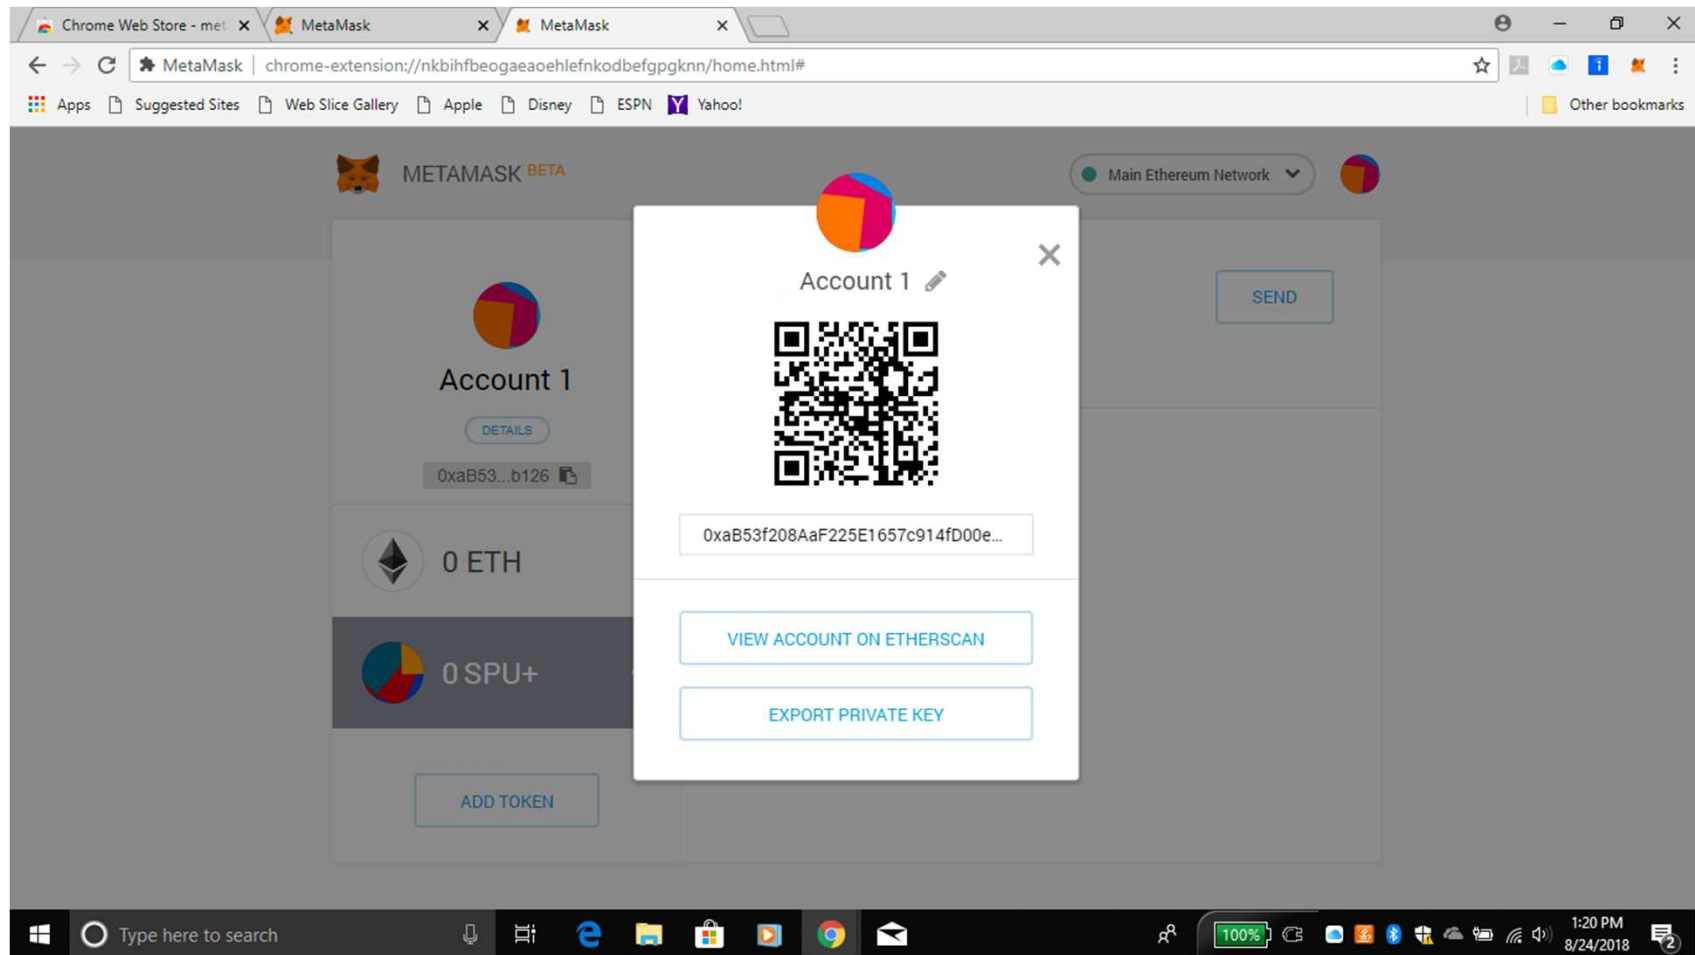 Chrome Web Store - met
MetaMask
MetaMask
MetaMask chrome-extension://nkbihfbeogaeaoehlefnkodbefgpgknn/home.html#
Apps Suggested Sites Web Slice Gallery Apple Disney ESPN Yahoo! Other bookmarks
METAMASK BETA
Main Ethereum Network
Account 1
SEND
Account 1
DETAILS
0xaB53...b126
0xaB53f208AaF225E1657c914fD00e...
0 ETH
VIEW ACCOUNT ON ETHERSCAN
0 SPU+
EXPORT PRIVATE KEY
ADD TOKEN
Type here to search
100%
1:20 PM
8/24/2018
2